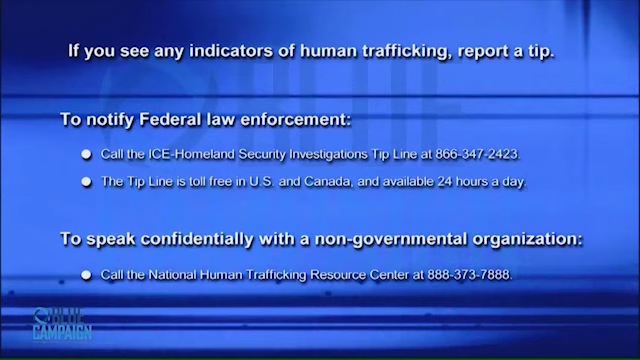 If you see any indicators of human trafficking, report a tip.
To notify Federal law enforcement:
Call the ICE-Homeland Security Investigations Tip Line at 866-347-2423.
The Tip Line is toll free in U.S. and Canada, and available 24 hours a day.
To speak confidentially with a non-governmental organization:
Call the National Human Trafficking Resource Center at 888-373-7888.
BLUE
CAMPAIGN